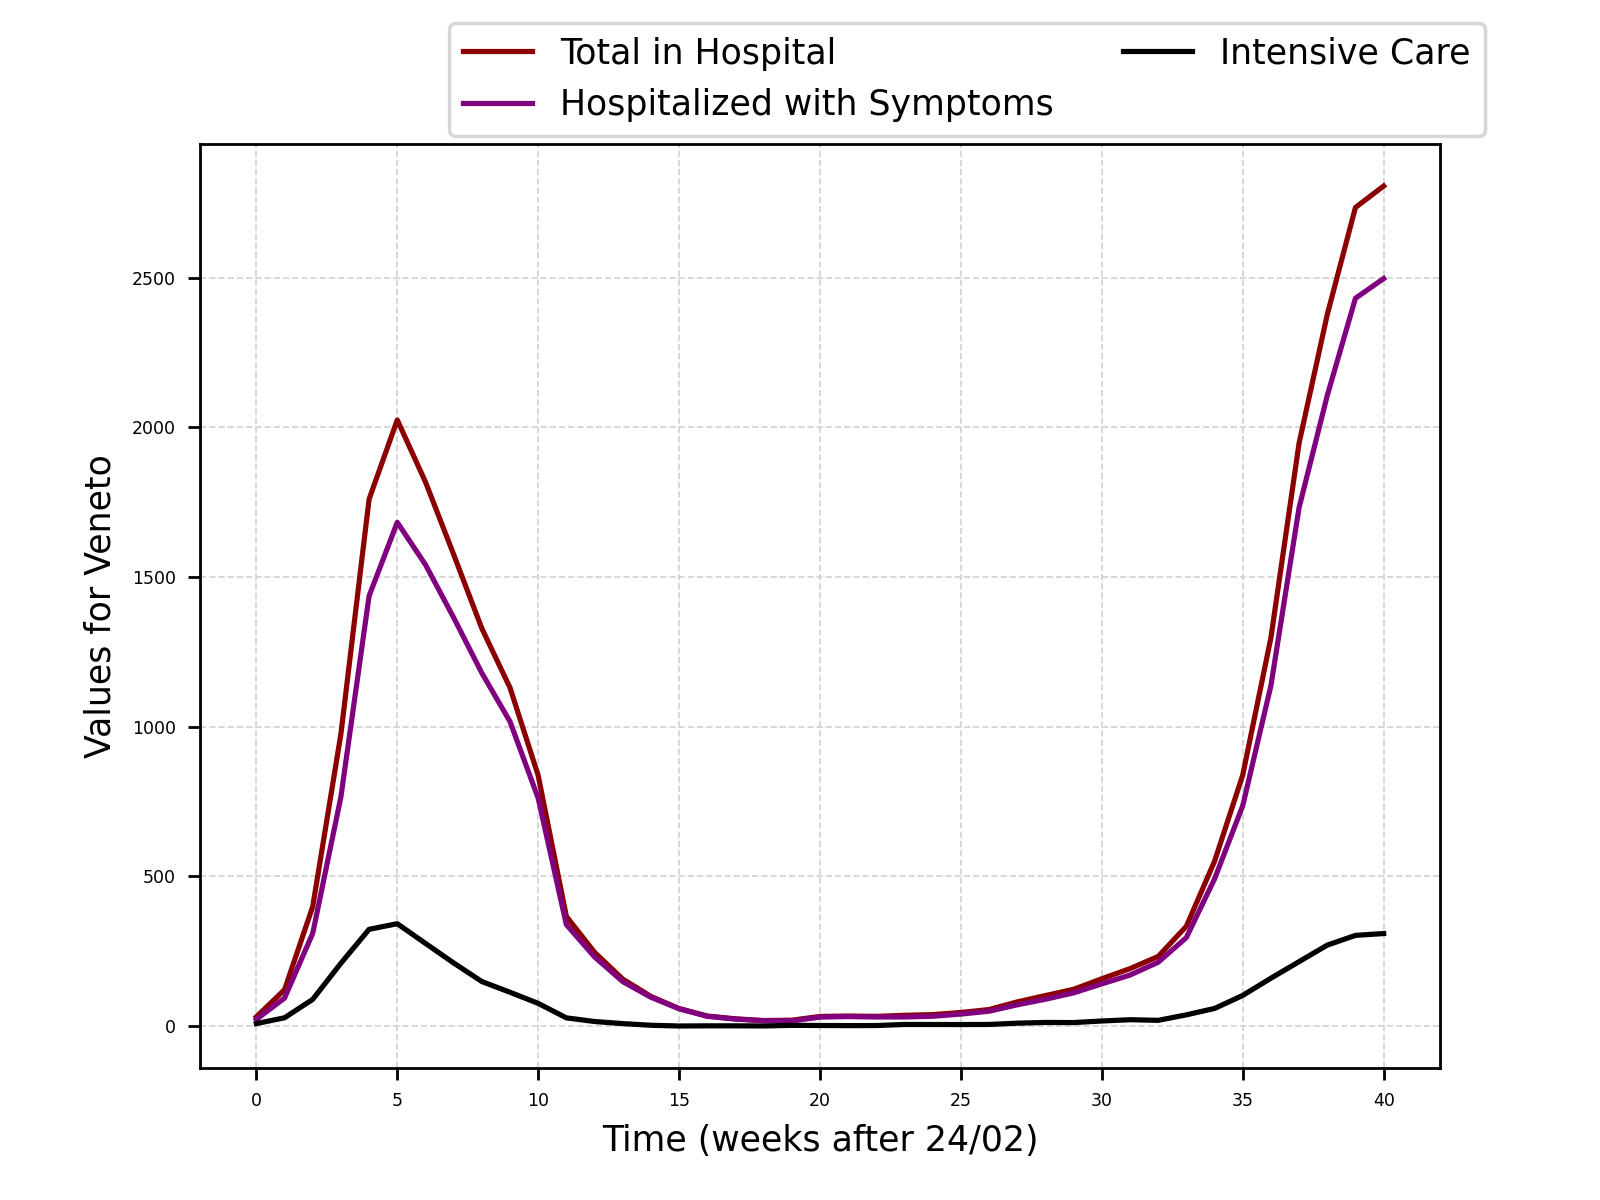 Total in Hospital
Hospitalized with Symptoms
Intensive Care
Values for Veneto
2500
2000
1500
1000
500
0
0 5 10 15 20 25 30 35 40
Time (weeks after 24/02)